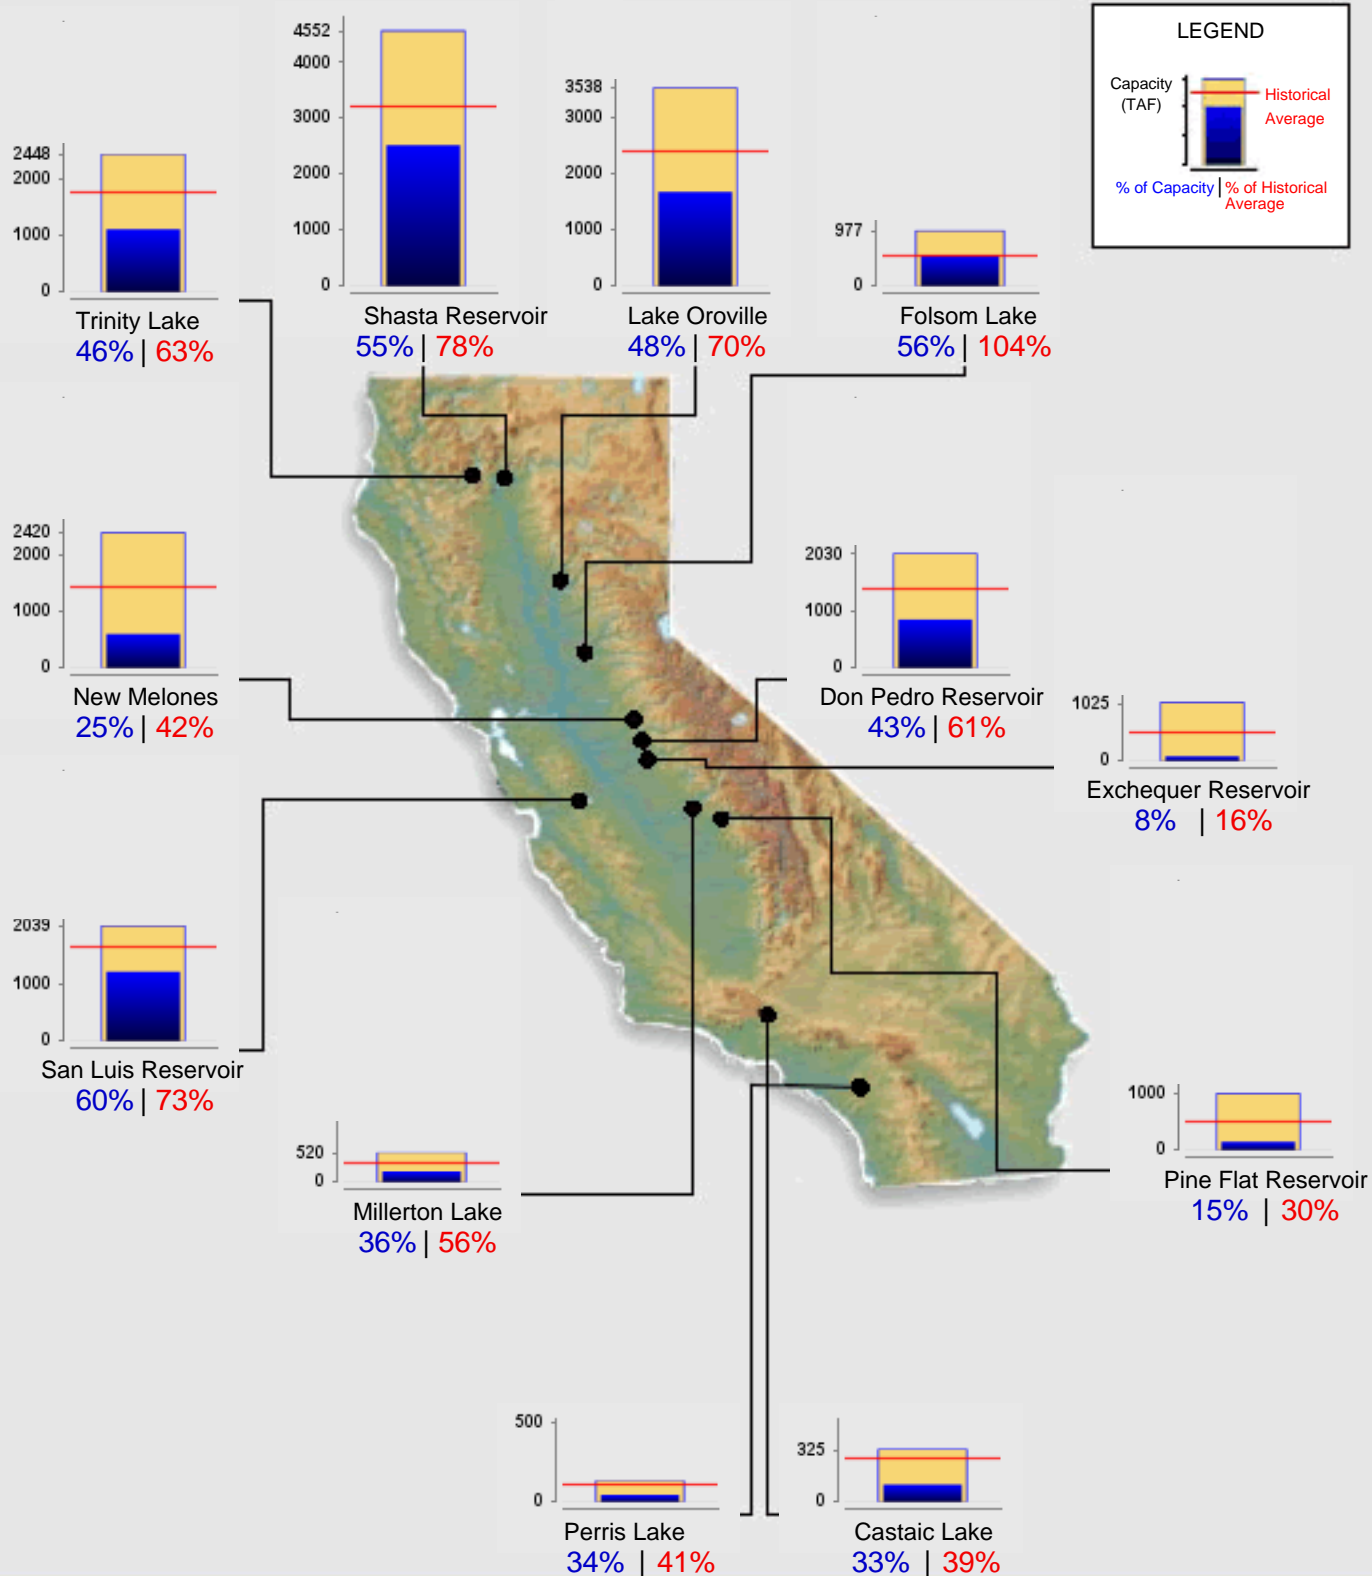 LEGEND
Capacity
(TAF)
Historical
Average
% of Capacity | % of Historical
Average
4552
4000
3000
2000
1000
0
Shasta Reservoir
55% | 78%
3538
3000
2000
1000
0
Lake Oroville
48% | 70%
2448
2000
1000
0
Trinity Lake
46% | 63%
977
0
Folsom Lake
56% | 104%
2420
2000
1000
0
New Melones
25% | 42%
2030
1000
0
Don Pedro Reservoir
43% | 61%
1025
0
Exchequer Reservoir
8% | 16%
2039
1000
0
San Luis Reservoir
60% | 73%
520
0
Millerton Lake
36% | 56%
1000
0
Pine Flat Reservoir
15% | 30%
500
0
Perris Lake
34% | 41%
325
0
Castaic Lake
33% | 39%